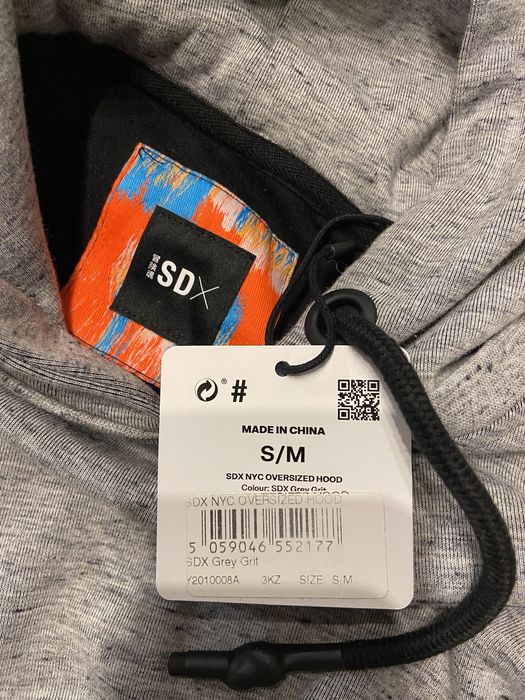 SDX
#
MADE IN CHINA
S/M
SDX NYC OVERSIZED HOOD
Colour: SDX Grey Grit
SDX NYC OVERSIZED HOOD
5 059046 552177
SDX Grey Grit
Y2010008A 3KZ SIZE: S/M